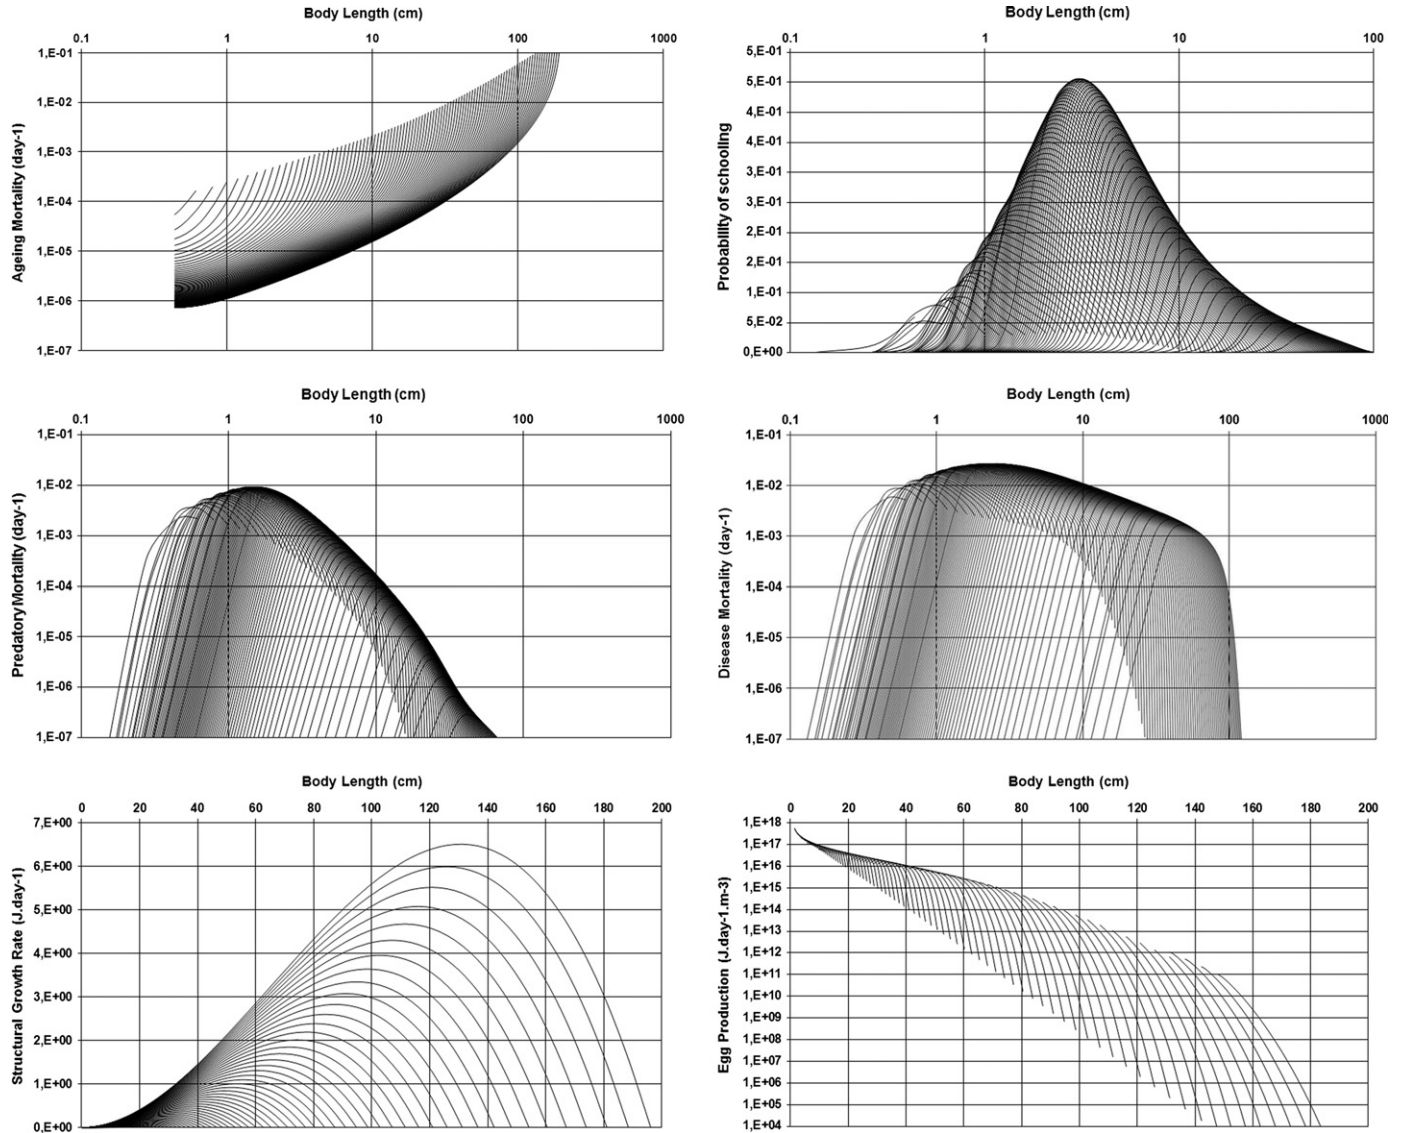 Body Length (cm)
0.1 1 10 100 1000
1,E-01
1,E-02
1,E-03
1,E-04
1,E-05
1,E-06
1,E-07
Ageing Mortality (day-1)
Body Length (cm)
0.1 1 10 100
5,E-01
5,E-01
4,E-01
4,E-01
3,E-01
3,E-01
2,E-01
2,E-01
1,E-01
5,E-02
0,E+00
Probability of schooling
Body Length (cm)
0.1 1 10 100 1000
1,E-01
1,E-02
1,E-03
1,E-04
1,E-05
1,E-06
1,E-07
Predatory Mortality (day-1)
Body Length (cm)
0.1 1 10 100 1000
1,E-01
1,E-02
1,E-03
1,E-04
1,E-05
1,E-06
1,E-07
Disease Mortality (day-1)
Body Length (cm)
0 20 40 60 80 100 120 140 160 180 200
7,E+00
6,E+00
5,E+00
4,E+00
3,E+00
2,E+00
1,E+00
0,E+00
Structural Growth Rate (J.day-1)
Body Length (cm)
0 20 40 60 80 100 120 140 160 180 200
1,E+18
1,E+17
1,E+16
1,E+15
1,E+14
1,E+13
1,E+12
1,E+11
1,E+10
1,E+09
1,E+08
1,E+07
1,E+06
1,E+05
1,E+04
Egg Production (J.day-1.m-3)